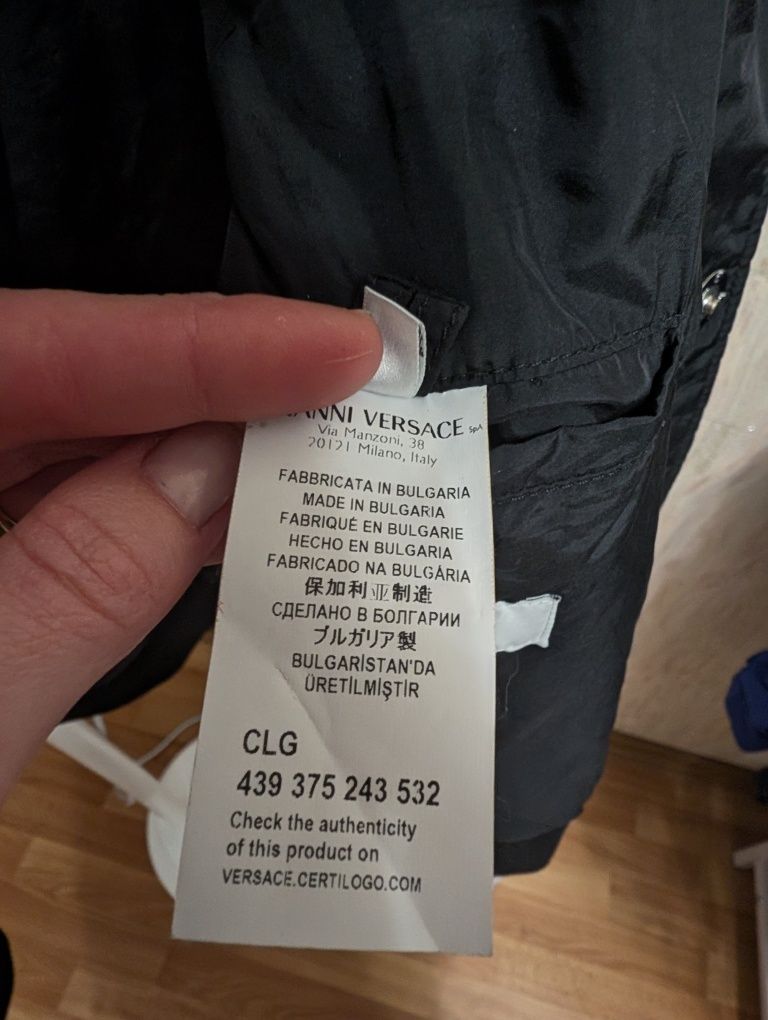 VERSACE SpA
Via Manzoni, 38
20121 Milano, Italy
FABBRICATA IN BULGARIA
MADE IN BULGARIA
FABRIQUÉ EN BULGARIE
HECHO EN BULGARIA
FABRICADO NA BULGÁRIA
保加利亚制造
СДЕЛАНО В БОЛГАРИИ
ブルガリア製
BULGARİSTAN'DA
ÜRETİLMİŞTİR
CLG
439 375 243 532
Check the authenticity
of this product on
VERSACE.CERTILOGO.COM